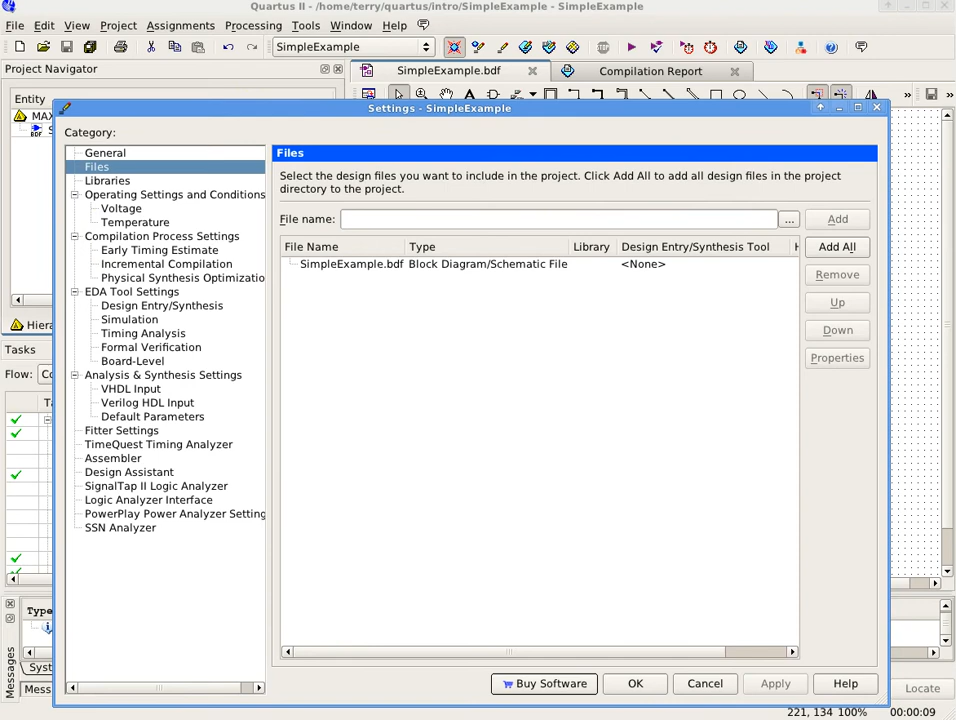 Quartus II - /home/terry/quartus/intro/SimpleExample - SimpleExample
File Edit View Project Assignments Processing Tools Window Help
SimpleExample
Project Navigator
SimpleExample.bdf
Compilation Report
Entity
MAX
Settings - SimpleExample
Category:
General
Files
Libraries
Operating Settings and Conditions
Voltage
Temperature
Compilation Process Settings
Early Timing Estimate
Incremental Compilation
Physical Synthesis Optimizatio
EDA Tool Settings
Design Entry/Synthesis
Simulation
Timing Analysis
Formal Verification
Board-Level
Analysis & Synthesis Settings
VHDL Input
Verilog HDL Input
Default Parameters
Fitter Settings
TimeQuest Timing Analyzer
Assembler
Design Assistant
SignalTap II Logic Analyzer
Logic Analyzer Interface
PowerPlay Power Analyzer Setting
SSN Analyzer
Files
Select the design files you want to include in the project. Click Add All to add all design files in the project
directory to the project.
File name: ... Add
File Name Type Library Design Entry/Synthesis Tool H
SimpleExample.bdf Block Diagram/Schematic File <None>
Add All
Remove
Up
Down
Properties
Buy Software OK Cancel Apply Help
Hiera
Tasks
Flow: Co
Ta
Type
Syst
Mess
Messages
Locate
221, 134 100% 00:00:09